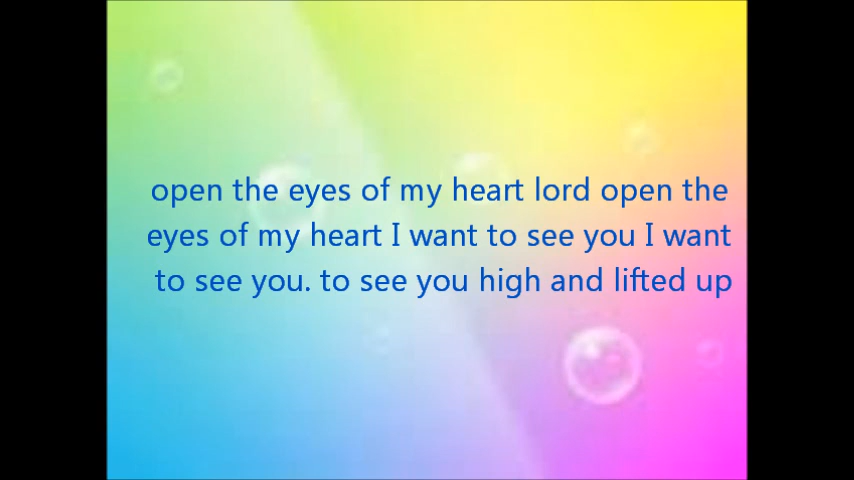 open the eyes of my heart lord open the
eyes of my heart I want to see you I want
to see you. to see you high and lifted up